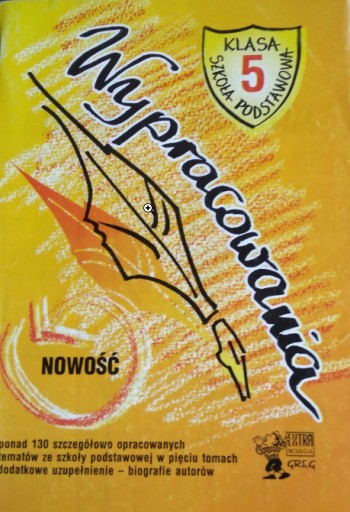 KLASA
5
SZKOŁA PODSTAWOWA
Wypracowania
NOWOŚĆ
ponad 130 szczegółowo opracowanych
tematów ze szkoły podstawowej w pięciu tomach
dodatkowe uzupełnienie – biografie autorów
EXTRA
ŚCIĄGA
GREG